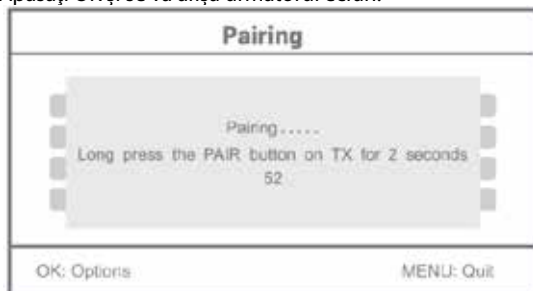 Pairing
Pairing.....
Long press the PAIR button on TX for 2 seconds
52
OK: Options
MENU: Quit